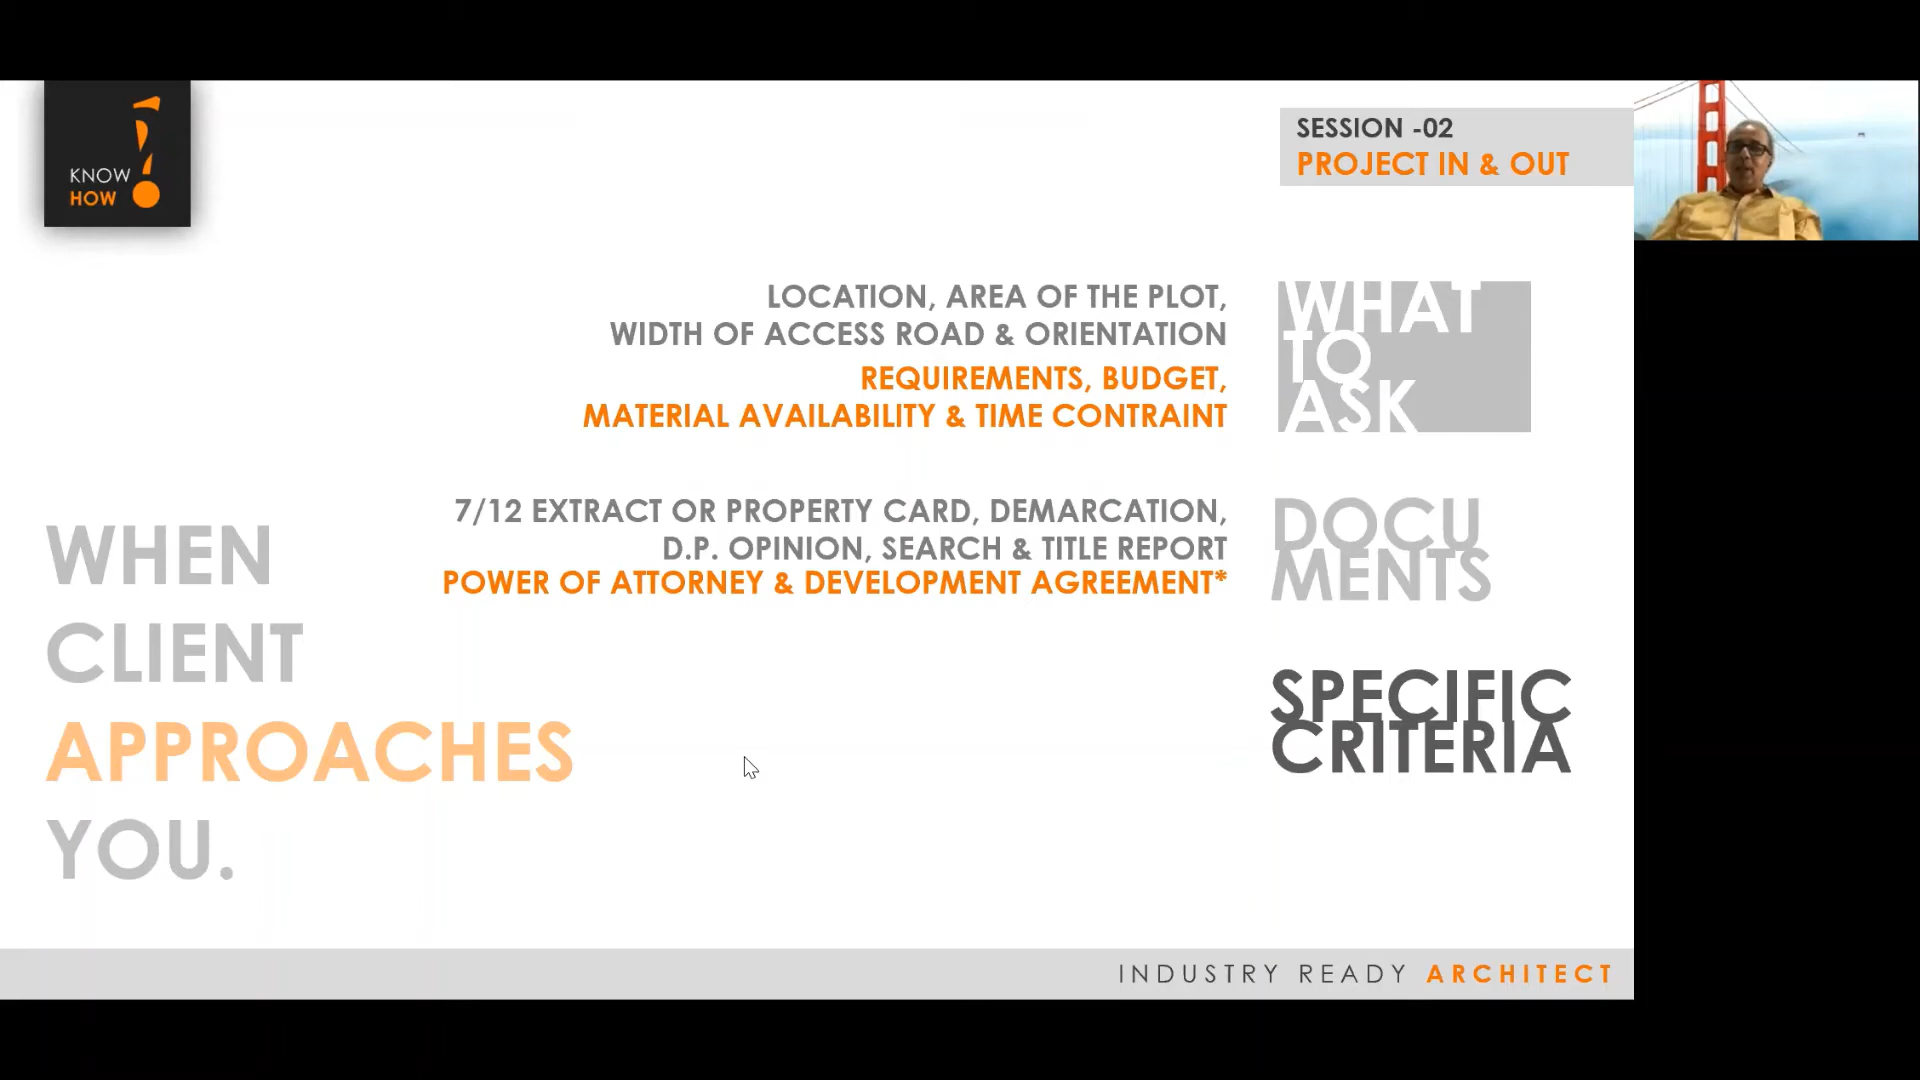 KNOW
HOW
SESSION -02
PROJECT IN & OUT
LOCATION, AREA OF THE PLOT,
WIDTH OF ACCESS ROAD & ORIENTATION
REQUIREMENTS, BUDGET,
MATERIAL AVAILABILITY & TIME CONTRAINT
WHAT
TO
ASK
7/12 EXTRACT OR PROPERTY CARD, DEMARCATION,
D.P. OPINION, SEARCH & TITLE REPORT
POWER OF ATTORNEY & DEVELOPMENT AGREEMENT*
DOCU
MENTS
SPECIFIC
CRITERIA
WHEN
CLIENT
APPROACHES
YOU.
INDUSTRY READY ARCHITECT